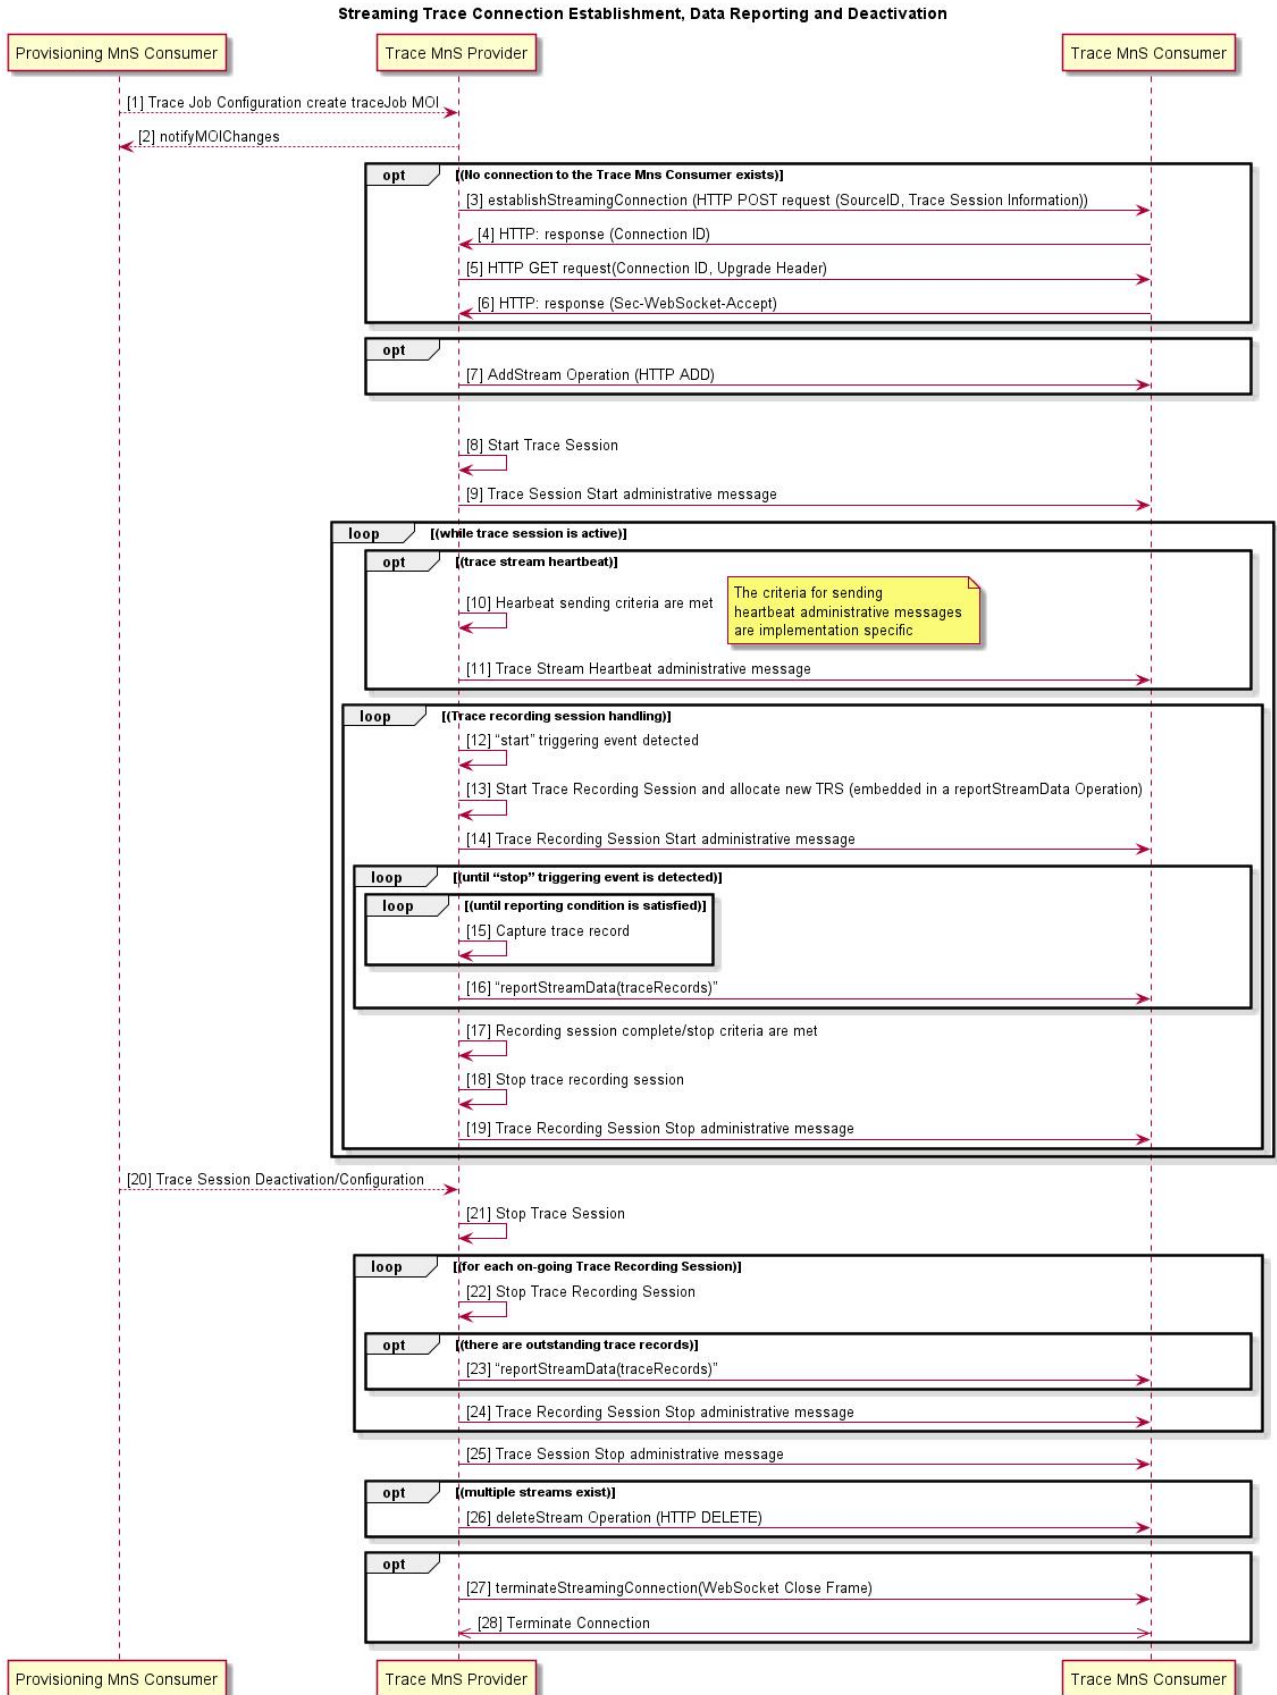 Streaming Trace Connection Establishment, Data Reporting and Deactivation
Provisioning MnS Consumer
Trace MnS Provider
Trace MnS Consumer
[1] Trace Job Configuration create traceJob MOI
[2] notifyMOIChanges
opt [(No connection to the Trace Mns Consumer exists)]
[3] establishStreamingConnection (HTTP POST request (SourceID, Trace Session Information))
[4] HTTP: response (Connection ID)
[5] HTTP GET request(Connection ID, Upgrade Header)
[6] HTTP: response (Sec-WebSocket-Accept)
opt
[7] AddStream Operation (HTTP ADD)
[8] Start Trace Session
[9] Trace Session Start administrative message
loop [(while trace session is active)]
opt [(trace stream heartbeat)]
[10] Hearbeat sending criteria are met
The criteria for sending
heartbeat administrative messages
are implementation specific
[11] Trace Stream Heartbeat administrative message
loop [(Trace recording session handling)]
[12] “start” triggering event detected
[13] Start Trace Recording Session and allocate new TRS (embedded in a reportStreamData Operation)
[14] Trace Recording Session Start administrative message
loop [(until “stop” triggering event is detected)]
loop [(until reporting condition is satisfied)]
[15] Capture trace record
[16] “reportStreamData(traceRecords)”
[17] Recording session complete/stop criteria are met
[18] Stop trace recording session
[19] Trace Recording Session Stop administrative message
[20] Trace Session Deactivation/Configuration
[21] Stop Trace Session
loop [(for each on-going Trace Recording Session)]
[22] Stop Trace Recording Session
opt [(there are outstanding trace records)]
[23] “reportStreamData(traceRecords)”
[24] Trace Recording Session Stop administrative message
[25] Trace Session Stop administrative message
opt [(multiple streams exist)]
[26] deleteStream Operation (HTTP DELETE)
opt
[27] terminateStreamingConnection(WebSocket Close Frame)
[28] Terminate Connection
Provisioning MnS Consumer
Trace MnS Provider
Trace MnS Consumer